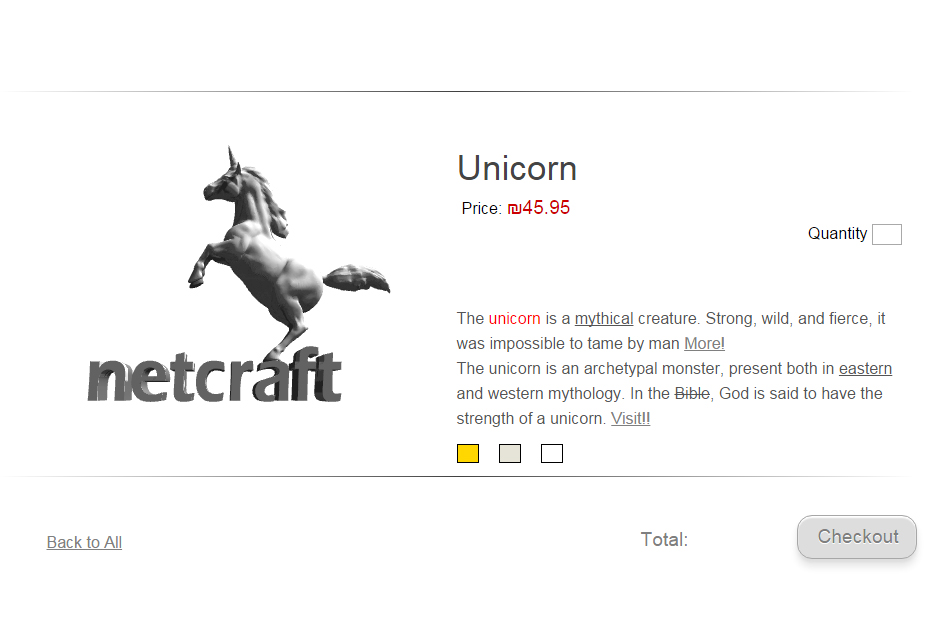 Unicorn
Price: ₪45.95
Quantity
netcraft
The unicorn is a mythical creature. Strong, wild, and fierce, it
was impossible to tame by man More!
The unicorn is an archetypal monster, present both in eastern
and western mythology. In the Bible, God is said to have the
strength of a unicorn. Visit!!
Back to All
Total:
Checkout